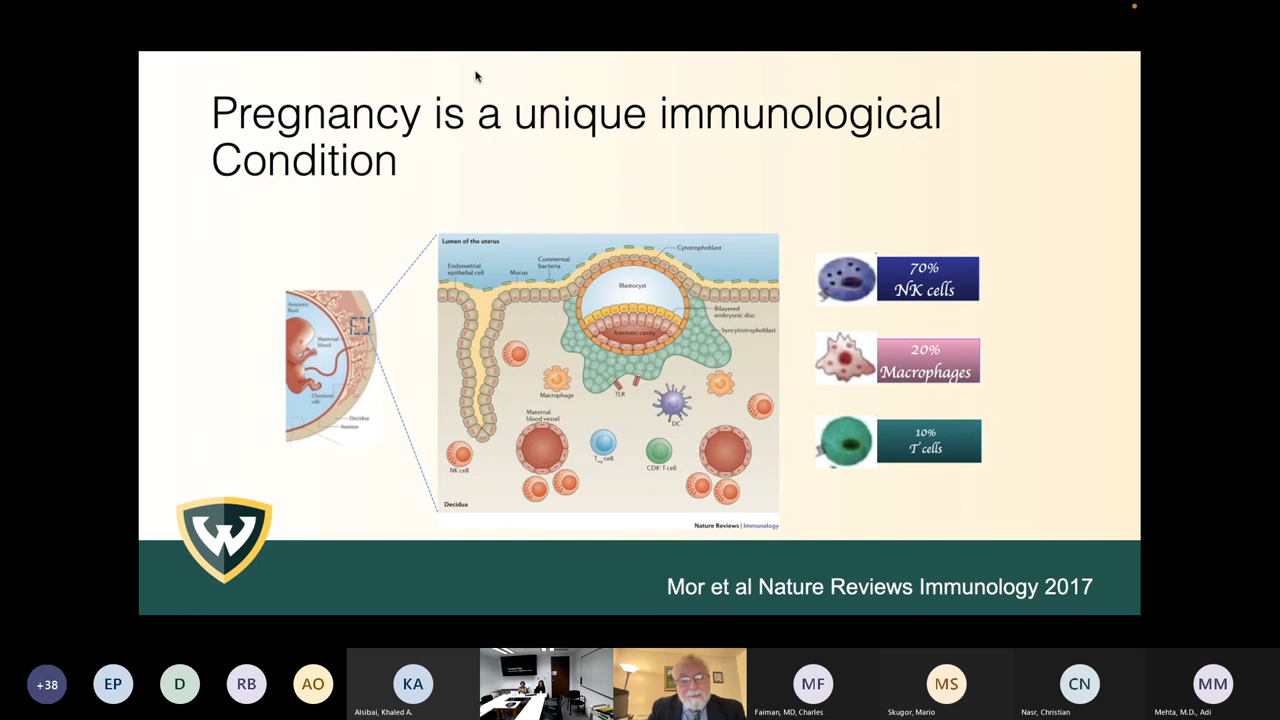 Pregnancy is a unique immunological
Condition
Lumen of the uterus
Endometrial
epithelial cell
Mucus
Commensal
bacteria
Cytotrophoblast
Blastocyst
Bilayered
embryonic disc
Amniotic cavity
Syncytiotrophoblast
Macrophage
TLR
DC
Maternal
blood vessel
Treg cell
CD8+ T cell
NK cell
Decidua
Nature Reviews | Immunology
Amniotic
fluid
Maternal
blood
Chorionic
villi
Decidua
Amnion
70%
NK cells
20%
Macrophages
10%
T cells
W
Mor et al Nature Reviews Immunology 2017
+38
EP
D
RB
AO
KA
Alsibai, Khaled A.
MF
Faiman, MD, Charles
MS
Skugor, Mario
CN
Nasr, Christian
MM
Mehta, M.D., Adi